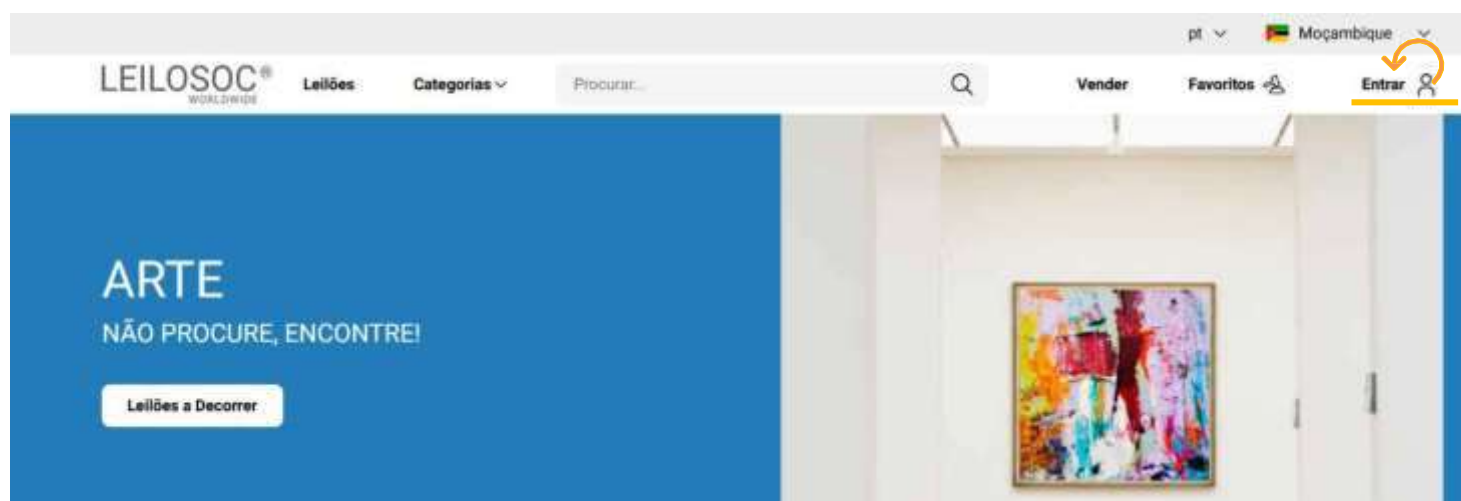 pt Moçambique
LEILOSOC® Leilões Categorias Procurar... Vender Favoritos Entrar
WORLDWIDE
ARTE
NÃO PROCURE, ENCONTRE!
Leilões a Decorrer